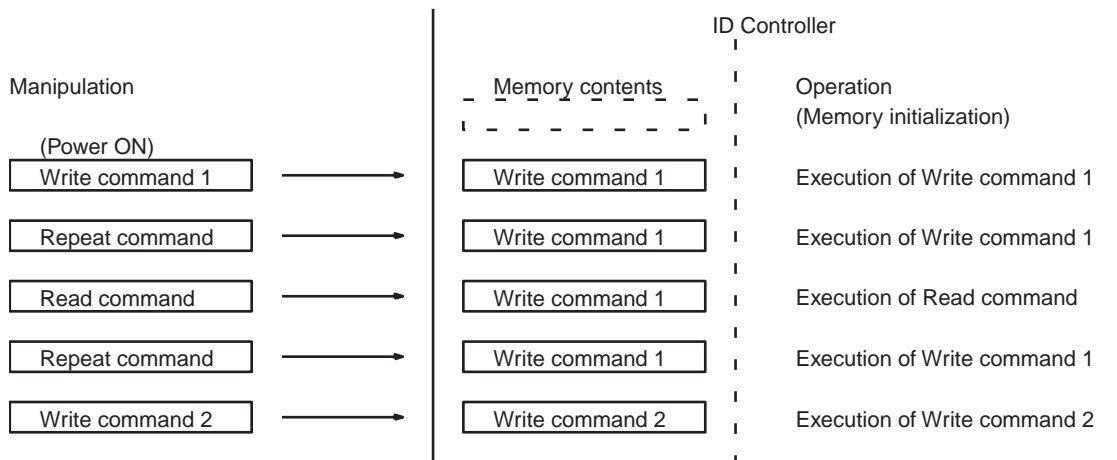 ID Controller
Manipulation Memory contents Operation
(Memory initialization)
(Power ON)
Write command 1 Write command 1 Execution of Write command 1
Repeat command Write command 1 Execution of Write command 1
Read command Write command 1 Execution of Read command
Repeat command Write command 1 Execution of Write command 1
Write command 2 Write command 2 Execution of Write command 2